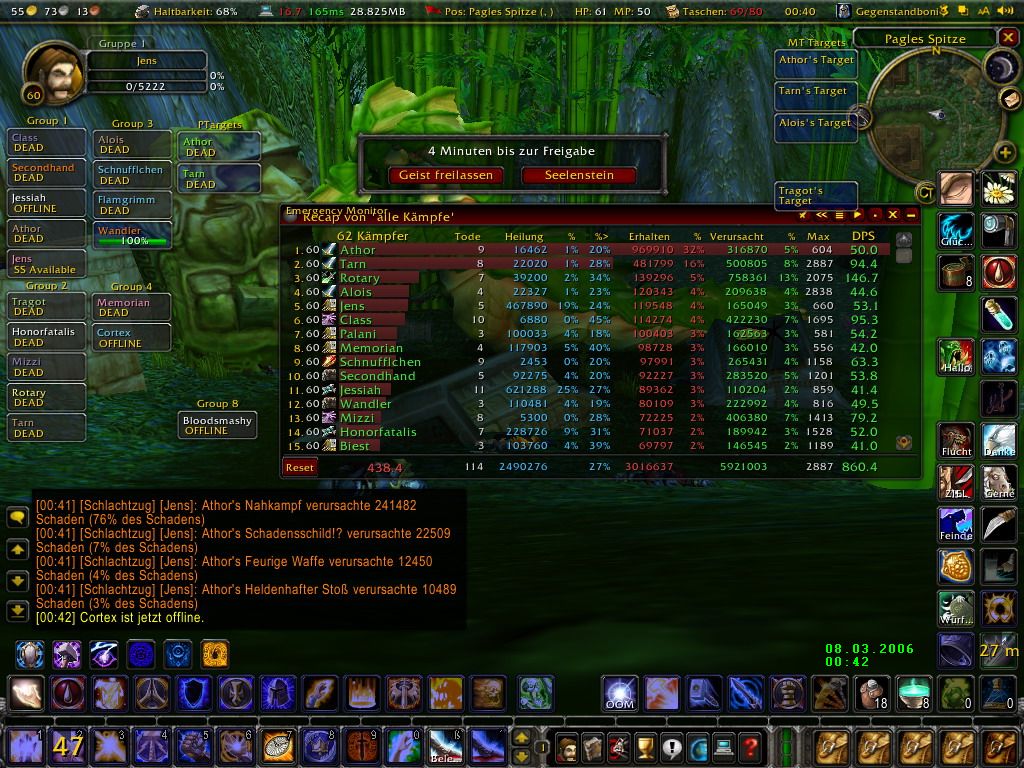 55 73 13 Haltbarkeit: 68% 16.7 165ms 28.825MB Pos: Pagles Spitze (, ) HP: 61 MP: 50 Taschen: 69/80 00:40 Gegenstandboni
Gruppe 1
Jens
0%
0/5222 0%
60
MT Targets
Athor's Target
Tarn's Target
Alois's Target
Tragot's Target
Pagles Spitze
N
4 Minuten bis zur Freigabe
Geist freilassen Seelenstein
Group 1
Class
DEAD
Secondhand
DEAD
Jessiah
OFFLINE
Athor
DEAD
Jens
SS Available
Group 2
Tragot
DEAD
Honorfatalis
DEAD
Mizzi
DEAD
Rotary
DEAD
Tarn
DEAD
Group 3
Alois
DEAD
Schnufflchen
DEAD
Flamgrimm
DEAD
Wandler
100%
Group 4
Memorian
DEAD
Cortex
OFFLINE
PTargets
Athor
DEAD
Tarn
DEAD
Group 8
Bloodsmashy
OFFLINE
Emergency Monitor
Recap von "alle Kämpfe"
62 Kämpfer Tode Heilung % %> Erhalten % Verursacht % Max DPS
1. 60 Athor 9 16462 1% 20% 969910 32% 316870 5% 604 50.0
2. 60 Tarn 8 22020 1% 28% 481799 16% 500805 8% 2887 94.4
3. 60 Rotary 7 39200 2% 34% 139296 5% 758361 13% 2075 146.7
4. 60 Alois 4 22327 1% 23% 120343 4% 209638 4% 2838 44.6
5. 60 Jens 5 467890 19% 24% 119548 4% 165049 3% 660 53.1
6. 60 Class 10 6880 0% 45% 114274 4% 422230 7% 1695 95.3
7. 60 Palani 3 100033 4% 18% 100403 3% 162563 3% 581 54.2
8. 60 Memorian 4 117903 5% 40% 98728 3% 166010 3% 556 42.0
9. 60 Schnufflchen 9 2453 0% 20% 97991 3% 265431 4% 1158 63.3
10. 60 Secondhand 5 92275 4% 20% 92227 3% 283520 5% 1201 53.8
11. 60 Jessiah 11 621288 25% 27% 89362 3% 110204 2% 859 41.4
12. 60 Wandler 3 110481 4% 19% 80109 3% 222992 4% 816 49.5
13. 60 Mizzi 8 5300 0% 28% 72225 2% 406380 7% 1413 79.2
14. 60 Honorfatalis 7 228726 9% 31% 71037 2% 189942 3% 1528 52.0
15. 60 Biest 3 103760 4% 39% 69797 2% 146545 2% 1189 41.0
Reset 438.4 114 2490276 27% 3016637 5921003 2887 860.4
[00:41] [Schlachtzug] [Jens]: Athor's Nahkampf verursachte 241482
Schaden (76% des Schadens)
[00:41] [Schlachtzug] [Jens]: Athor's Schadensschild!? verursachte 22509
Schaden (7% des Schadens)
[00:41] [Schlachtzug] [Jens]: Athor's Feurige Waffe verursachte 12450
Schaden (4% des Schadens)
[00:41] [Schlachtzug] [Jens]: Athor's Heldenhafter Stoß verursachte 10489
Schaden (3% des Schadens)
[00:42] Cortex ist jetzt offline.
CT
Glüc...
8
Hallo
Flucht Danke
ZIEL Gerne
Feinde
Würf...
27 m
08.03.2006
00:42
OOM 18 8 0 0
47
Bele...
1